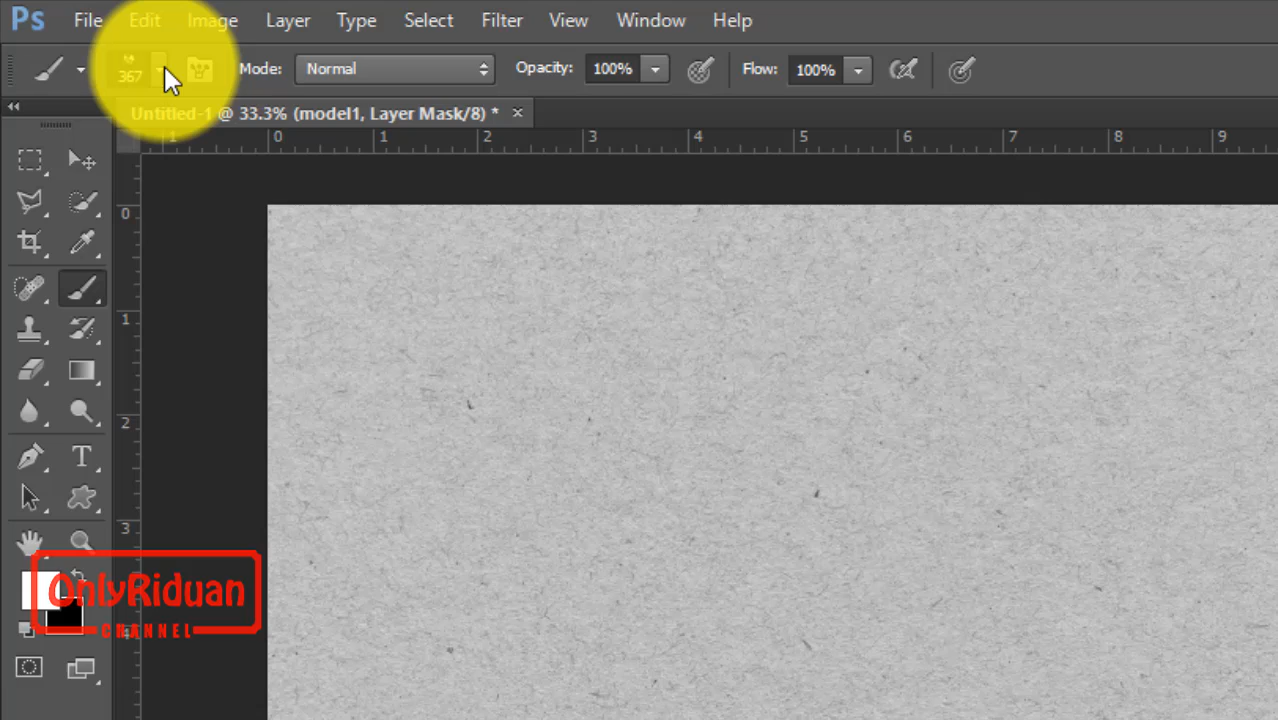 Ps File Edit Image Layer Type Select Filter View Window Help
367 Mode: Normal Opacity: 100% Flow: 100%
Untitled-1 @ 33.3% (model1, Layer Mask/8) * ×
1 0 1 2 3 4 5 6 7 8 9
0
1
2
3
4
T
OnlyRiduan
CHANNEL